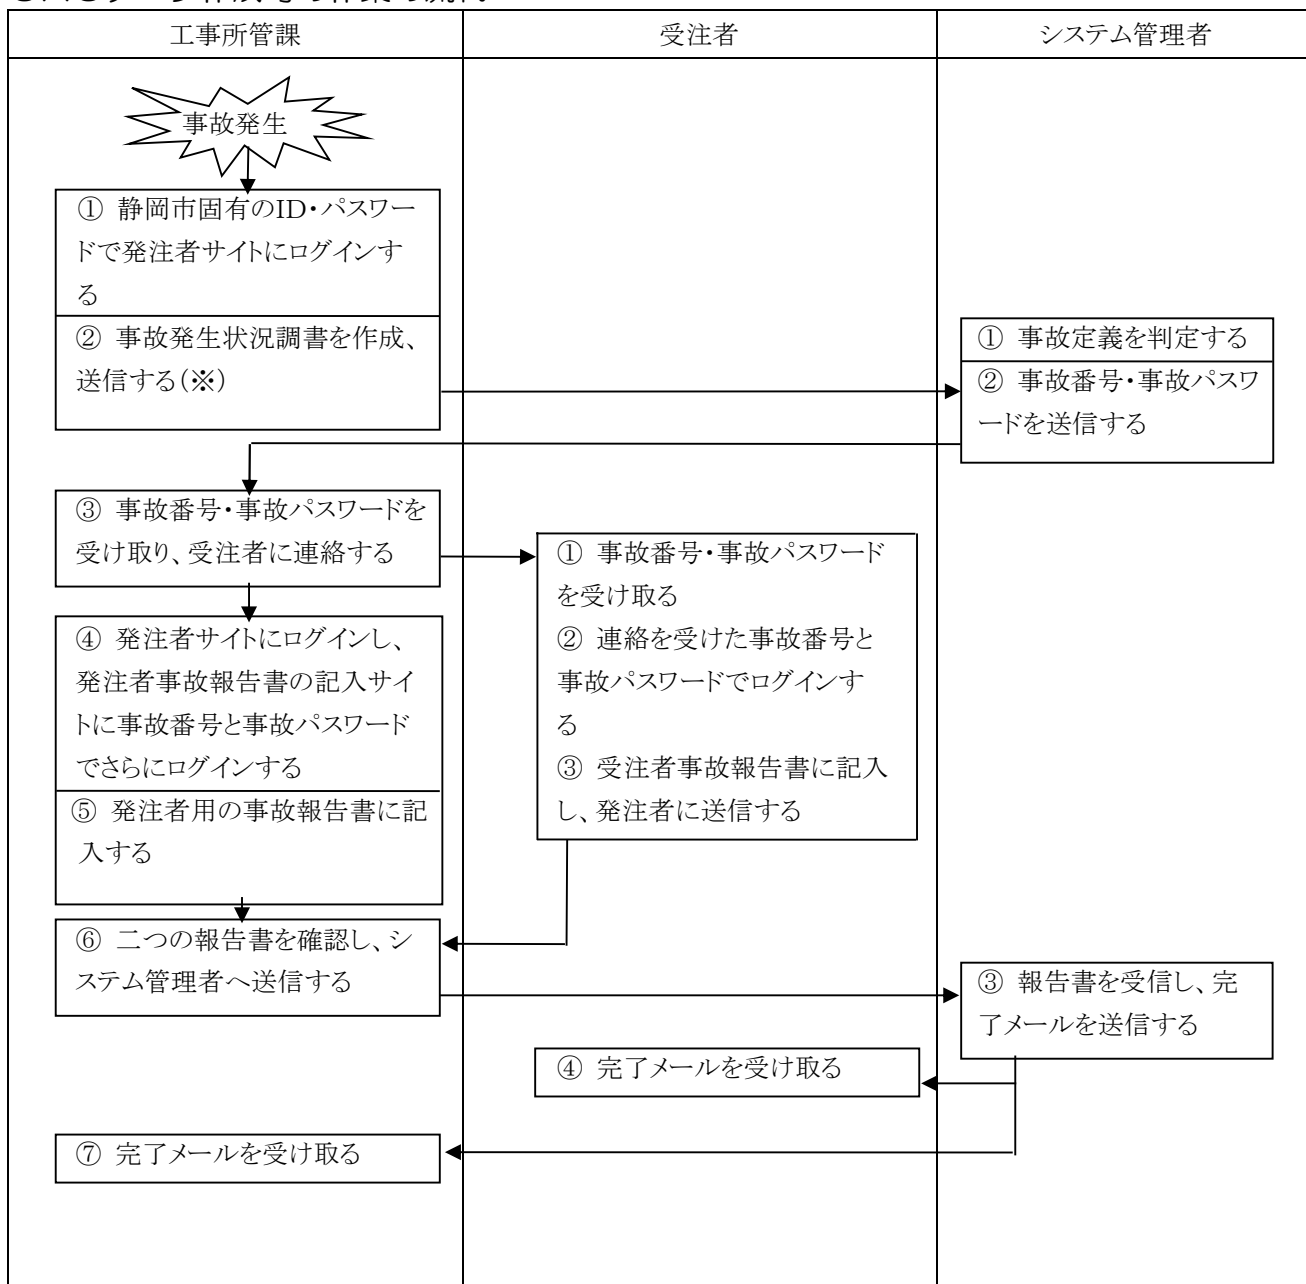 工事所管課
受注者
システム管理者
事故発生
① 静岡市固有のID・パスワー
ドで発注者サイトにログインす
る
② 事故発生状況調書を作成、
送信する(※)
① 事故定義を判定する
② 事故番号・事故パスワ
ードを送信する
③ 事故番号・事故パスワードを
受け取り、受注者に連絡する
① 事故番号・事故パスワード
を受け取る
② 連絡を受けた事故番号と
事故パスワードでログインす
る
③ 受注者事故報告書に記入
し、発注者に送信する
④ 発注者サイトにログインし、
発注者事故報告書の記入サイ
トに事故番号と事故パスワード
でさらにログインする
⑤ 発注者用の事故報告書に記
入する
⑥ 二つの報告書を確認し、シ
ステム管理者へ送信する
③ 報告書を受信し、完
了メールを送信する
④ 完了メールを受け取る
⑦ 完了メールを受け取る